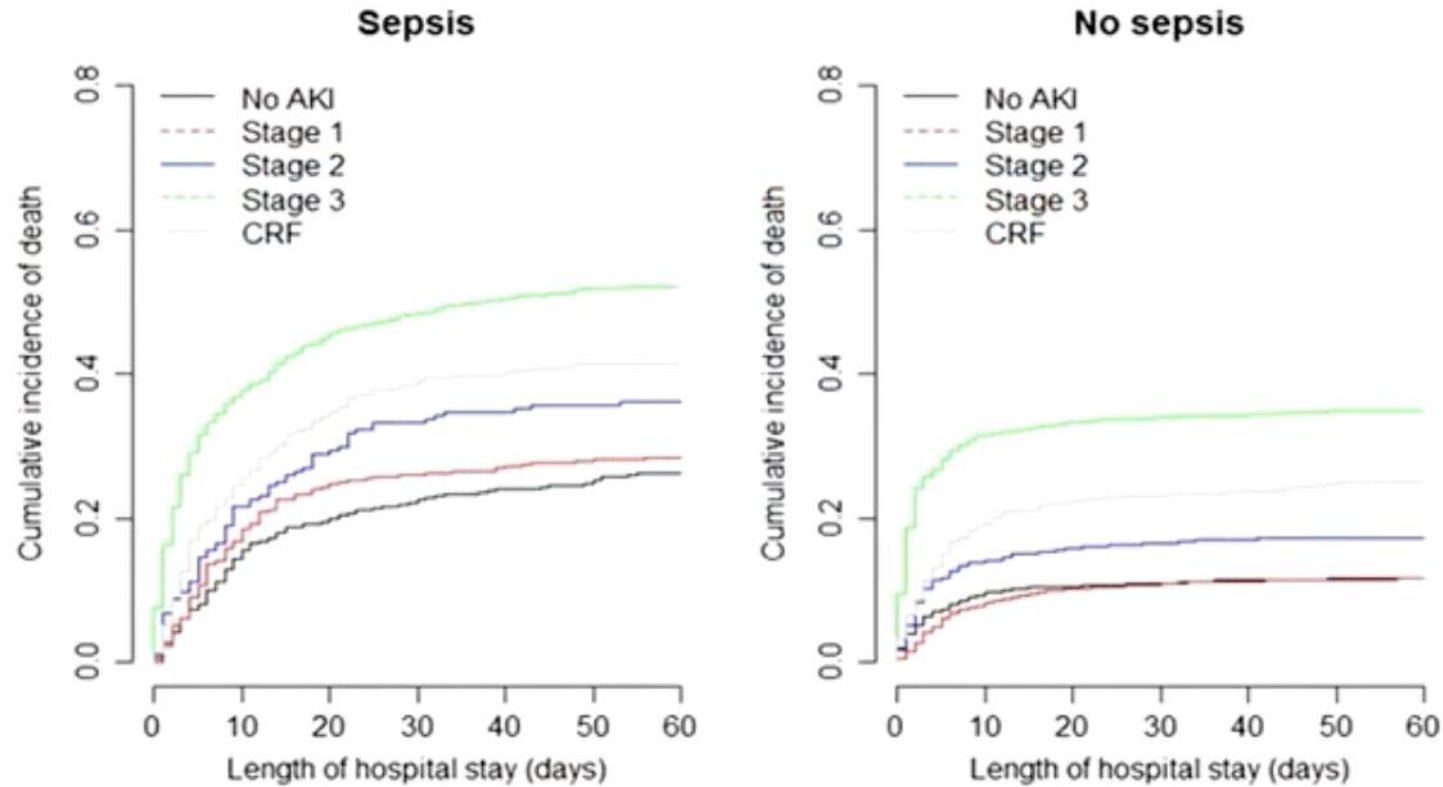 Sepsis
Cumulative incidence of death
0.8
0.6
0.4
0.2
0.0
No AKI
Stage 1
Stage 2
Stage 3
CRF
0 10 20 30 40 50 60
Length of hospital stay (days)
No sepsis
Cumulative incidence of death
0.8
0.6
0.4
0.2
0.0
No AKI
Stage 1
Stage 2
Stage 3
CRF
0 10 20 30 40 50 60
Length of hospital stay (days)